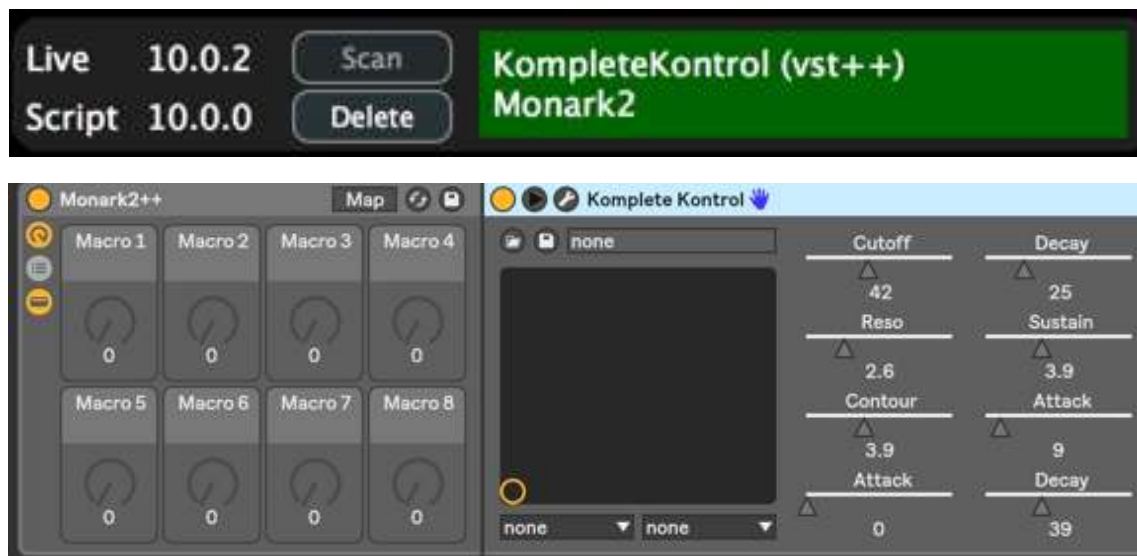 Live 10.0.2 Scan
Script 10.0.0 Delete
KompleteKontrol (vst++)
Monark2
Monark2++ Map
Macro 1 Macro 2 Macro 3 Macro 4
0 0 0 0
Macro 5 Macro 6 Macro 7 Macro 8
0 0 0 0
Komplete Kontrol
none
none none
Cutoff Decay
42 25
Reso Sustain
2.6 3.9
Contour Attack
3.9 9
Attack Decay
0 39